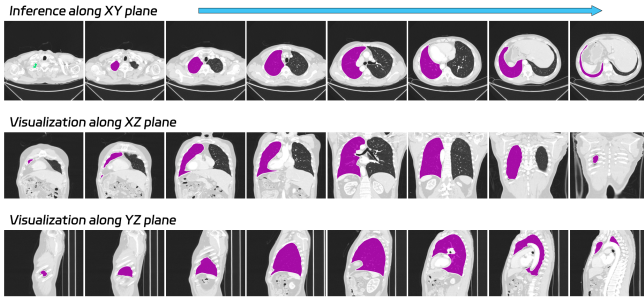 Inference along XY plane
Visualization along XZ plane
Visualization along YZ plane